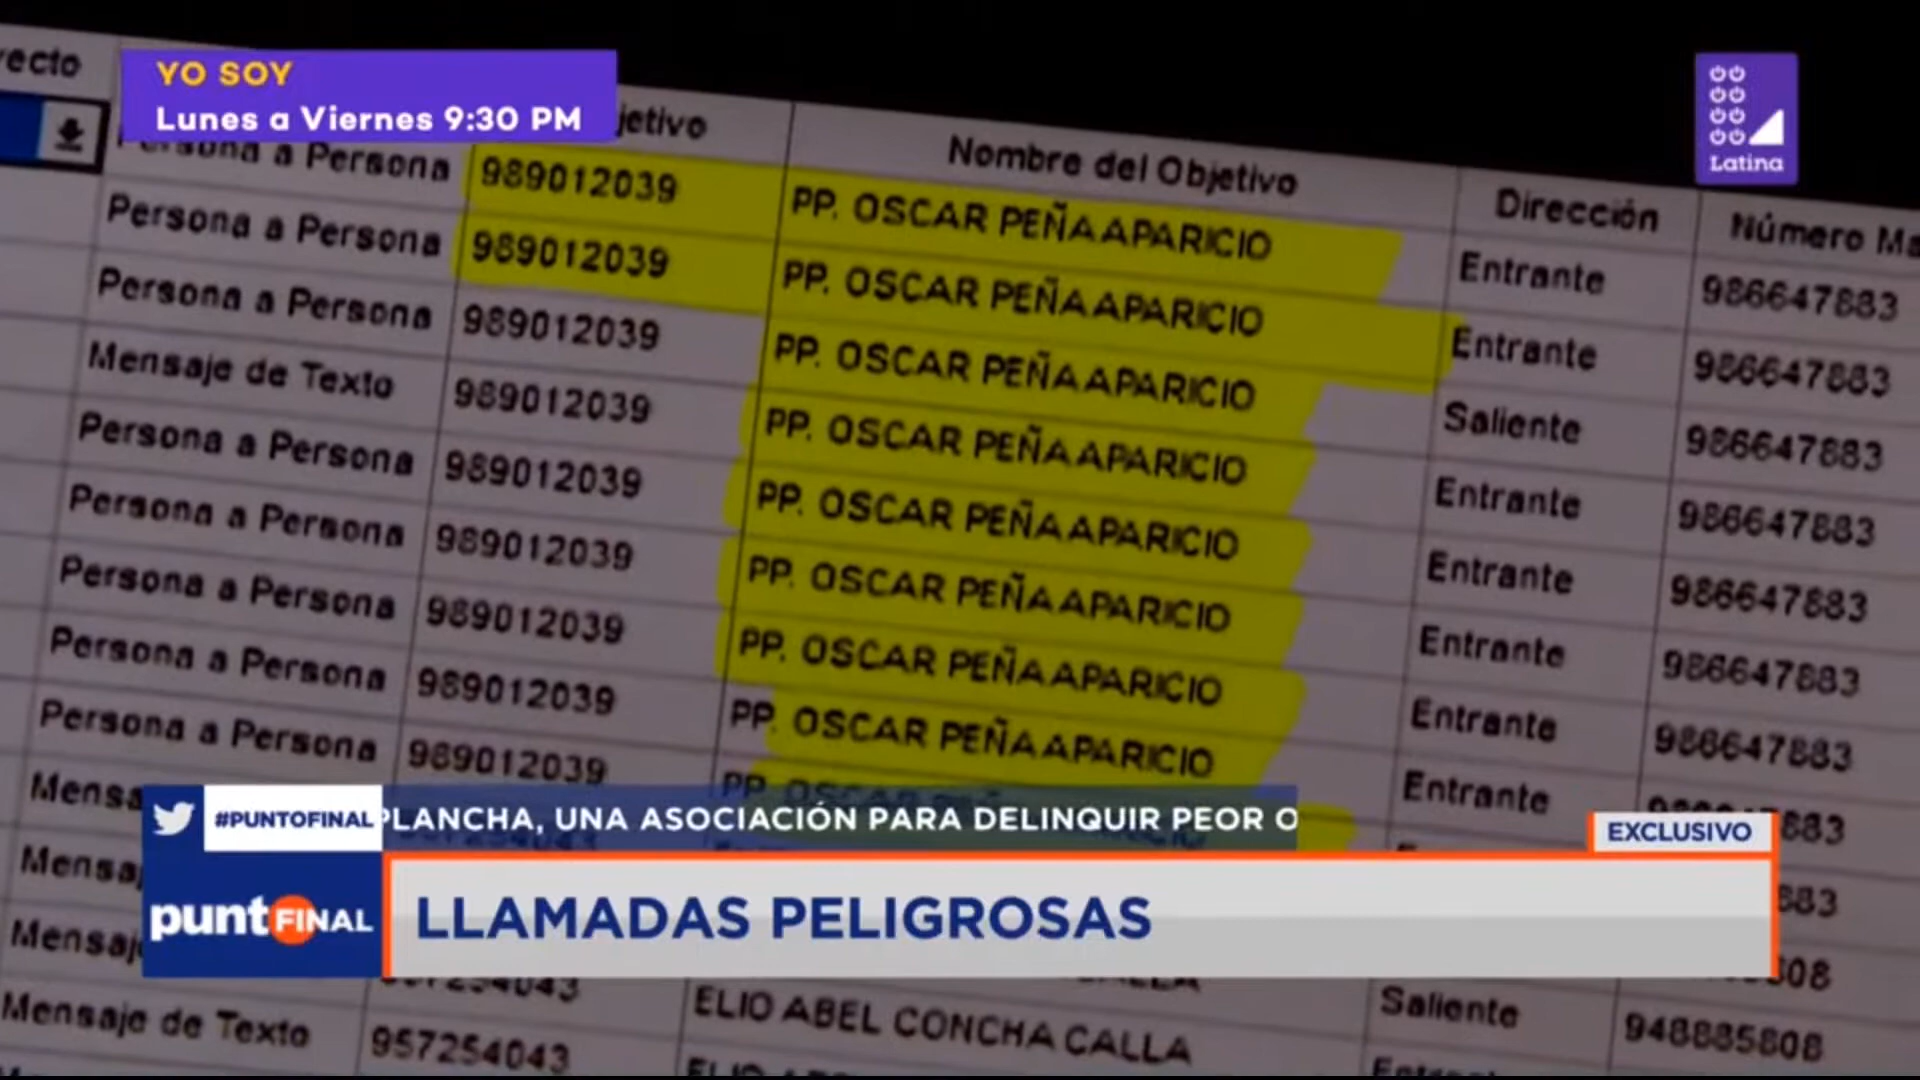 YO SOY
Lunes a Viernes 9:30 PM
Latina
yecto
jetivo Nombre del Objetivo Dirección Número Ma
Persona a Persona 989012039 PP. OSCAR PEÑA APARICIO Entrante 986647883
Persona a Persona 989012039 PP. OSCAR PEÑA APARICIO Entrante 986647883
Persona a Persona 989012039 PP. OSCAR PEÑA APARICIO Saliente 986647883
Mensaje de Texto 989012039 PP. OSCAR PEÑA APARICIO Entrante 986647883
Persona a Persona 989012039 PP. OSCAR PEÑA APARICIO Entrante 986647883
Persona a Persona 989012039 PP. OSCAR PEÑA APARICIO Entrante 986647883
Persona a Persona 989012039 PP. OSCAR PEÑA APARICIO Entrante 986647883
Persona a Persona 989012039 PP. OSCAR PEÑA APARICIO Entrante 883
Persona a Persona 989012039 PP. OSCAR 883
Mensa 808
Mensaj Saliente 948885808
Mensaj 957254043 ELIO ABEL CONCHA CALLA
Mensaje de Texto 957254043
#PUNTOFINAL PLANCHA, UNA ASOCIACIÓN PARA DELINQUIR PEOR O
EXCLUSIVO
punto FINAL
LLAMADAS PELIGROSAS